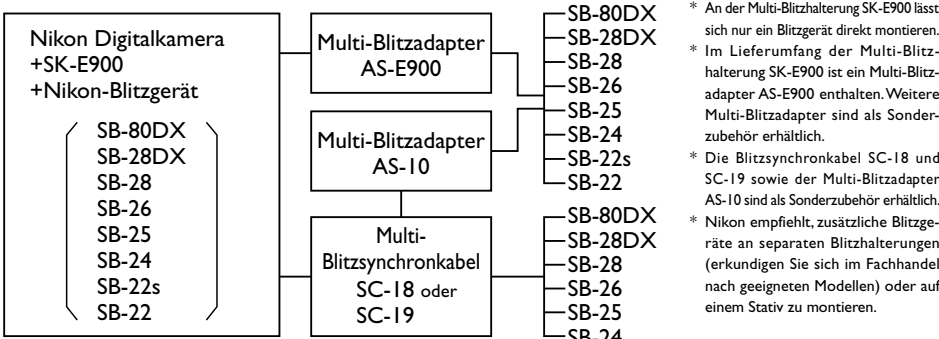 Nikon Digitalkamera
+SK-E900
+Nikon-Blitzgerät
SB-80DX
SB-28DX
SB-28
SB-26
SB-25
SB-24
SB-22s
SB-22
Multi-Blitzadapter
AS-E900
Multi-Blitzadapter
AS-10
Multi-
Blitzsynchronkabel
SC-18 oder
SC-19
SB-80DX
SB-28DX
SB-28
SB-26
SB-25
SB-24
SB-22s
SB-22
SB-80DX
SB-28DX
SB-28
SB-26
SB-25
SB-24
* An der Multi-Blitzhalterung SK-E900 lässt
sich nur ein Blitzgerät direkt montieren.
* Im Lieferumfang der Multi-Blitz-
halterung SK-E900 ist ein Multi-Blitz-
adapter AS-E900 enthalten. Weitere
Multi-Blitzadapter sind als Sonder-
zubehör erhältlich.
* Die Blitzsynchronkabel SC-18 und
SC-19 sowie der Multi-Blitzadapter
AS-10 sind als Sonderzubehör erhältlich.
* Nikon empfiehlt, zusätzliche Blitzge-
räte an separaten Blitzhalterungen
(erkundigen Sie sich im Fachhandel
nach geeigneten Modellen) oder auf
einem Stativ zu montieren.